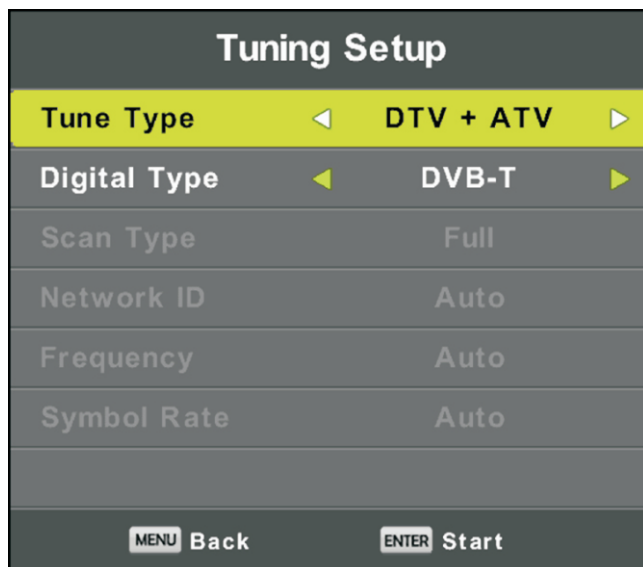 Tuning Setup
Tune Type DTV + ATV
Digital Type DVB-T
Scan Type Full
Network ID Auto
Frequency Auto
Symbol Rate Auto
MENU Back ENTER Start